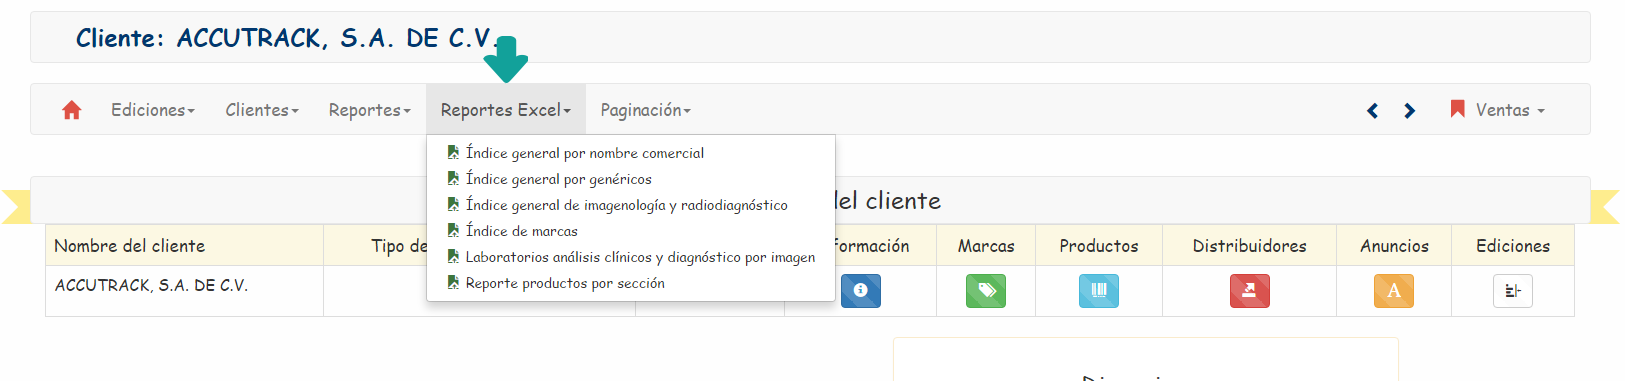 Cliente: ACCUTRACK, S.A. DE C.V.
Ediciones Clientes Reportes Reportes Excel Paginación Ventas
Índice general por nombre comercial
Índice general por genéricos
Índice general de imagenología y radiodiagnóstico
Índice de marcas
Laboratorios análisis clínicos y diagnóstico por imagen
Reporte productos por sección
del cliente
Nombre del cliente Tipo de formación Marcas Productos Distribuidores Anuncios Ediciones
ACCUTRACK, S.A. DE C.V. A